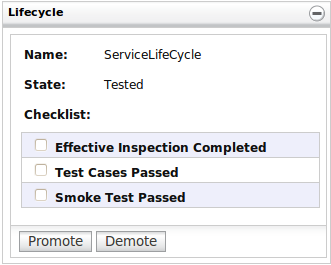 Lifecycle
Name: ServiceLifeCycle
State: Tested
Checklist:
Effective Inspection Completed
Test Cases Passed
Smoke Test Passed
Promote Demote